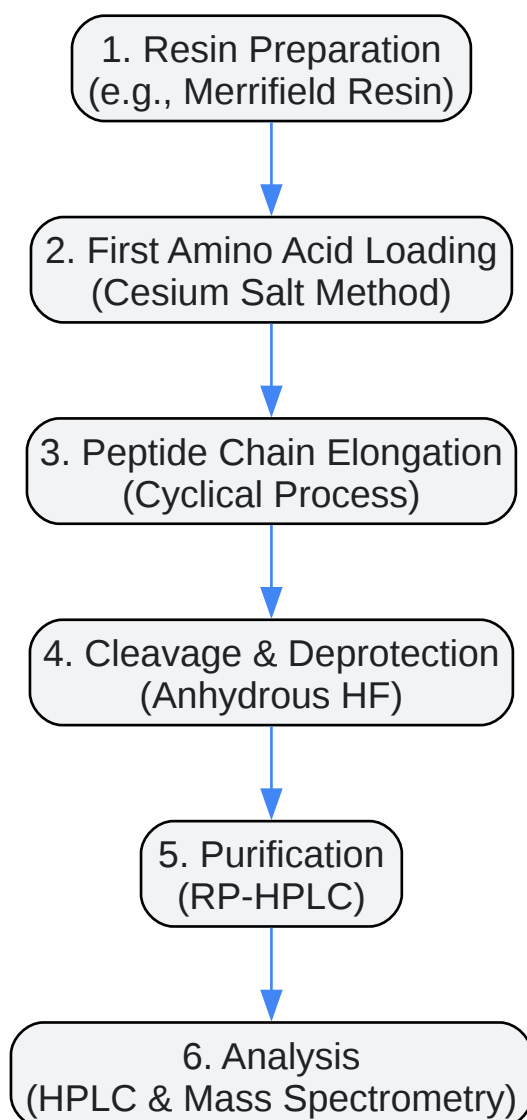 1. Resin Preparation
(e.g., Merrifield Resin)
2. First Amino Acid Loading
(Cesium Salt Method)
3. Peptide Chain Elongation
(Cyclical Process)
4. Cleavage & Deprotection
(Anhydrous HF)
5. Purification
(RP-HPLC)
6. Analysis
(HPLC & Mass Spectrometry)